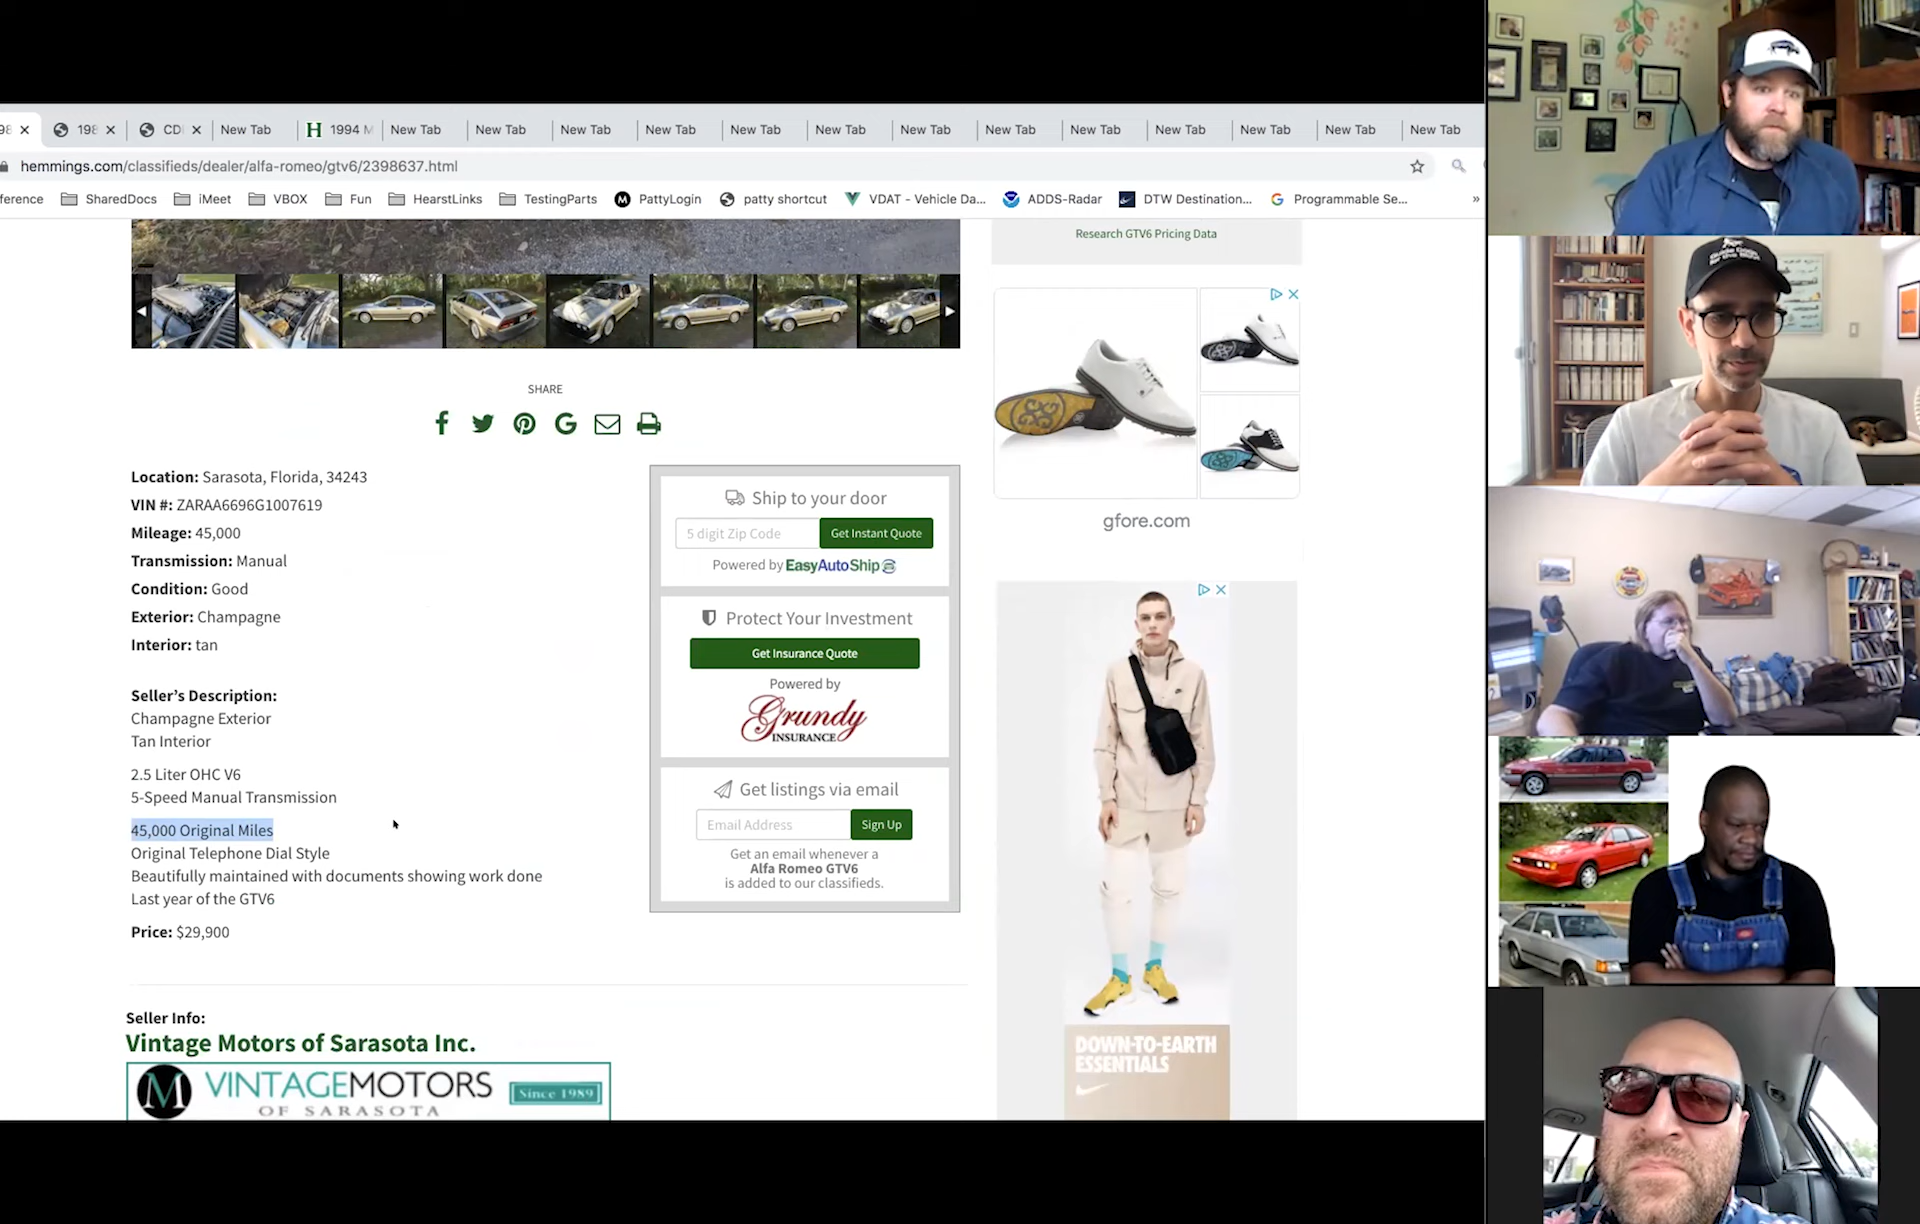 98
198
CD
New Tab
1994 M
New Tab
New Tab
New Tab
New Tab
New Tab
New Tab
New Tab
New Tab
New Tab
New Tab
New Tab
New Tab
New Tab
hemmings.com/classifieds/dealer/alfa-romeo/gtv6/2398637.html
ference
SharedDocs
iMeet
VBOX
Fun
HearstLinks
TestingParts
PattyLogin
patty shortcut
VDAT - Vehicle Da...
ADDS-Radar
DTW Destination...
Programmable Se...
»
Research GTV6 Pricing Data
SHARE
Location: Sarasota, Florida, 34243
VIN #: ZARAA6696G1007619
Mileage: 45,000
Transmission: Manual
Condition: Good
Exterior: Champagne
Interior: tan
Seller's Description:
Champagne Exterior
Tan Interior
2.5 Liter OHC V6
5-Speed Manual Transmission
45,000 Original Miles
Original Telephone Dial Style
Beautifully maintained with documents showing work done
Last year of the GTV6
Price: $29,900
Ship to your door
5 digit Zip Code
Get Instant Quote
Powered by EasyAutoShip
Protect Your Investment
Get Insurance Quote
Powered by
Grundy
INSURANCE
Get listings via email
Email Address
Sign Up
Get an email whenever a
Alfa Romeo GTV6
is added to our classifieds.
gfore.com
DOWN-TO-EARTH
ESSENTIALS
Seller Info:
Vintage Motors of Sarasota Inc.
M
VINTAGEMOTORS
OF SARASOTA
Since 1989